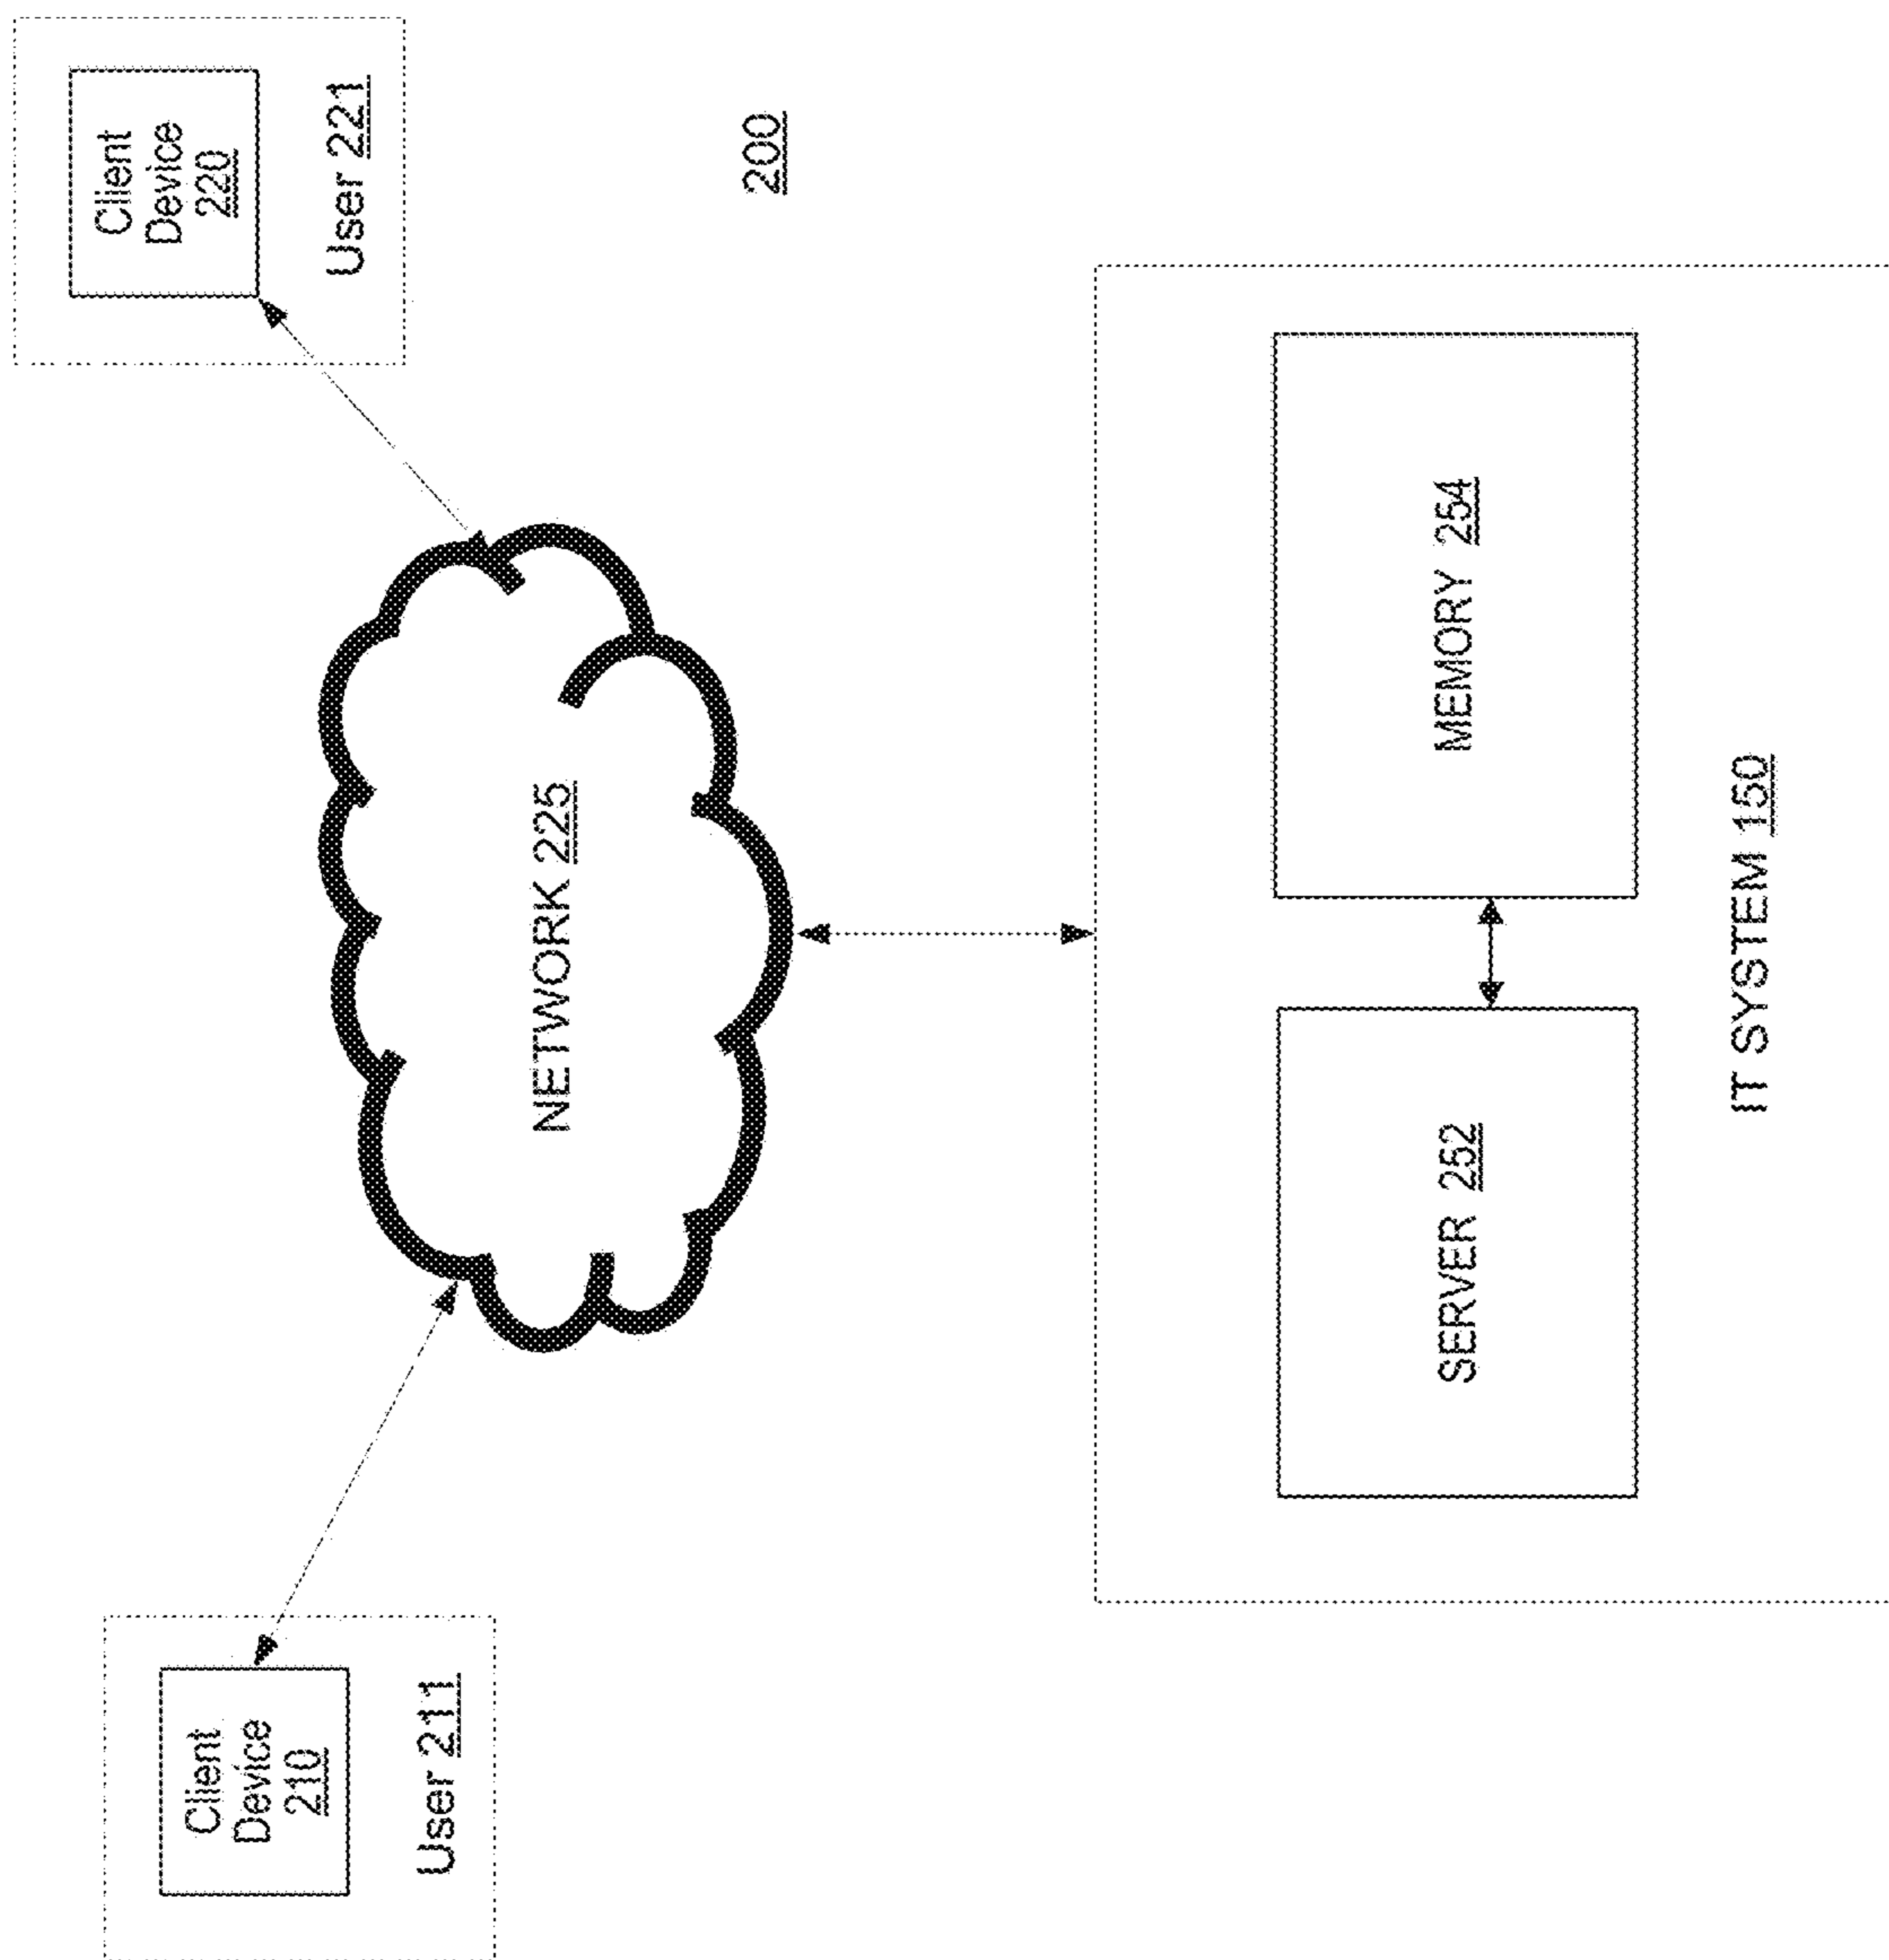 Client
Device
210
User 211
Client
Device
220
User 221
NETWORK 225
200
SERVER 252
MEMORY 254
IT SYSTEM 150